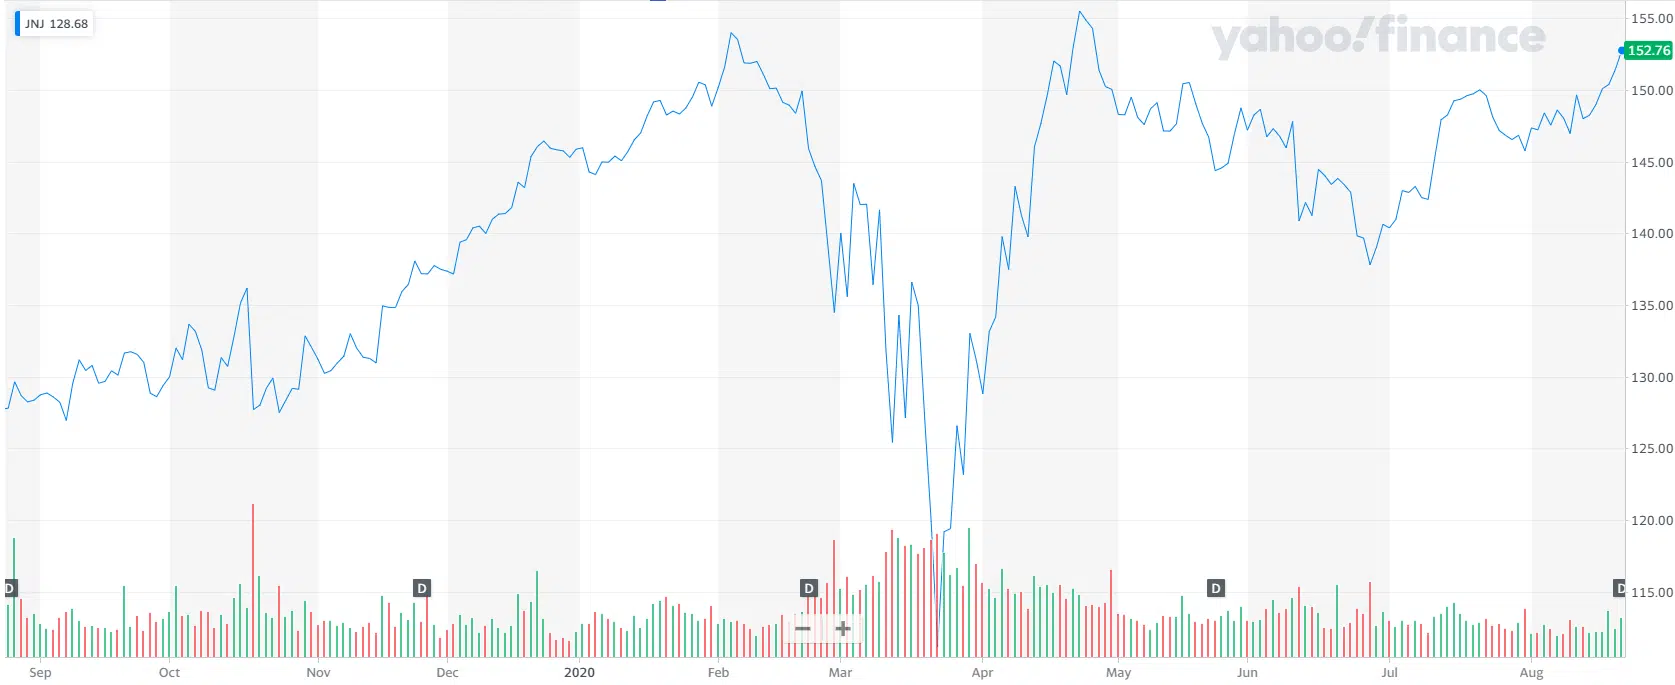 JNJ 128.68
yahoo!finance
155.00
152.76
150.00
145.00
140.00
135.00
130.00
125.00
120.00
115.00
D D D D D
Sep Oct Nov Dec 2020 Feb Mar Apr May Jun Jul Aug